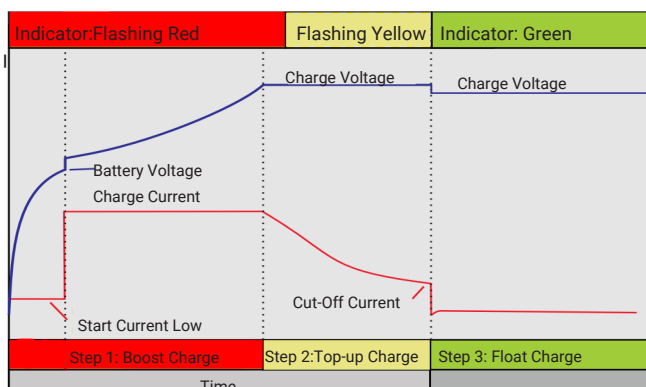 Indicator:Flashing Red
Flashing Yellow
Indicator: Green
Charge Voltage
Charge Voltage
Battery Voltage
Charge Current
Cut-Off Current
Start Current Low
Step 1: Boost Charge
Step 2:Top-up Charge
Step 3: Float Charge
Time